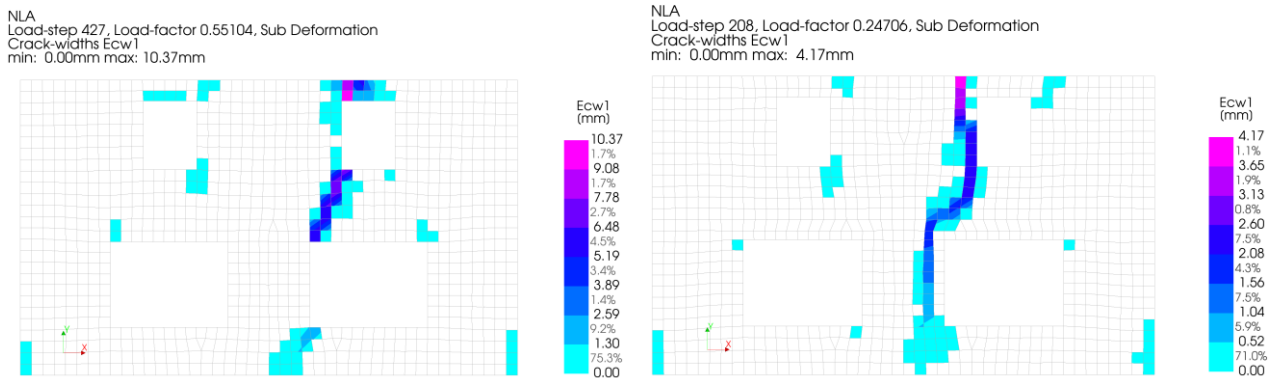 NLA
Load-step 427, Load-factor 0.55104, Sub Deformation
Crack-widths Ecw1
min: 0.00mm max: 10.37mm
Ecw1
(mm)
10.37
1.7%
9.08
1.7%
7.78
2.7%
6.48
4.5%
5.19
3.4%
3.89
1.4%
2.59
9.2%
1.30
75.3%
0.00
Y
X
NLA
Load-step 208, Load-factor 0.24706, Sub Deformation
Crack-widths Ecw1
min: 0.00mm max: 4.17mm
Ecw1
(mm)
4.17
1.1%
3.65
1.9%
3.13
0.8%
2.60
7.5%
2.08
4.3%
1.56
7.5%
1.04
5.9%
0.52
71.0%
0.00
Y
X